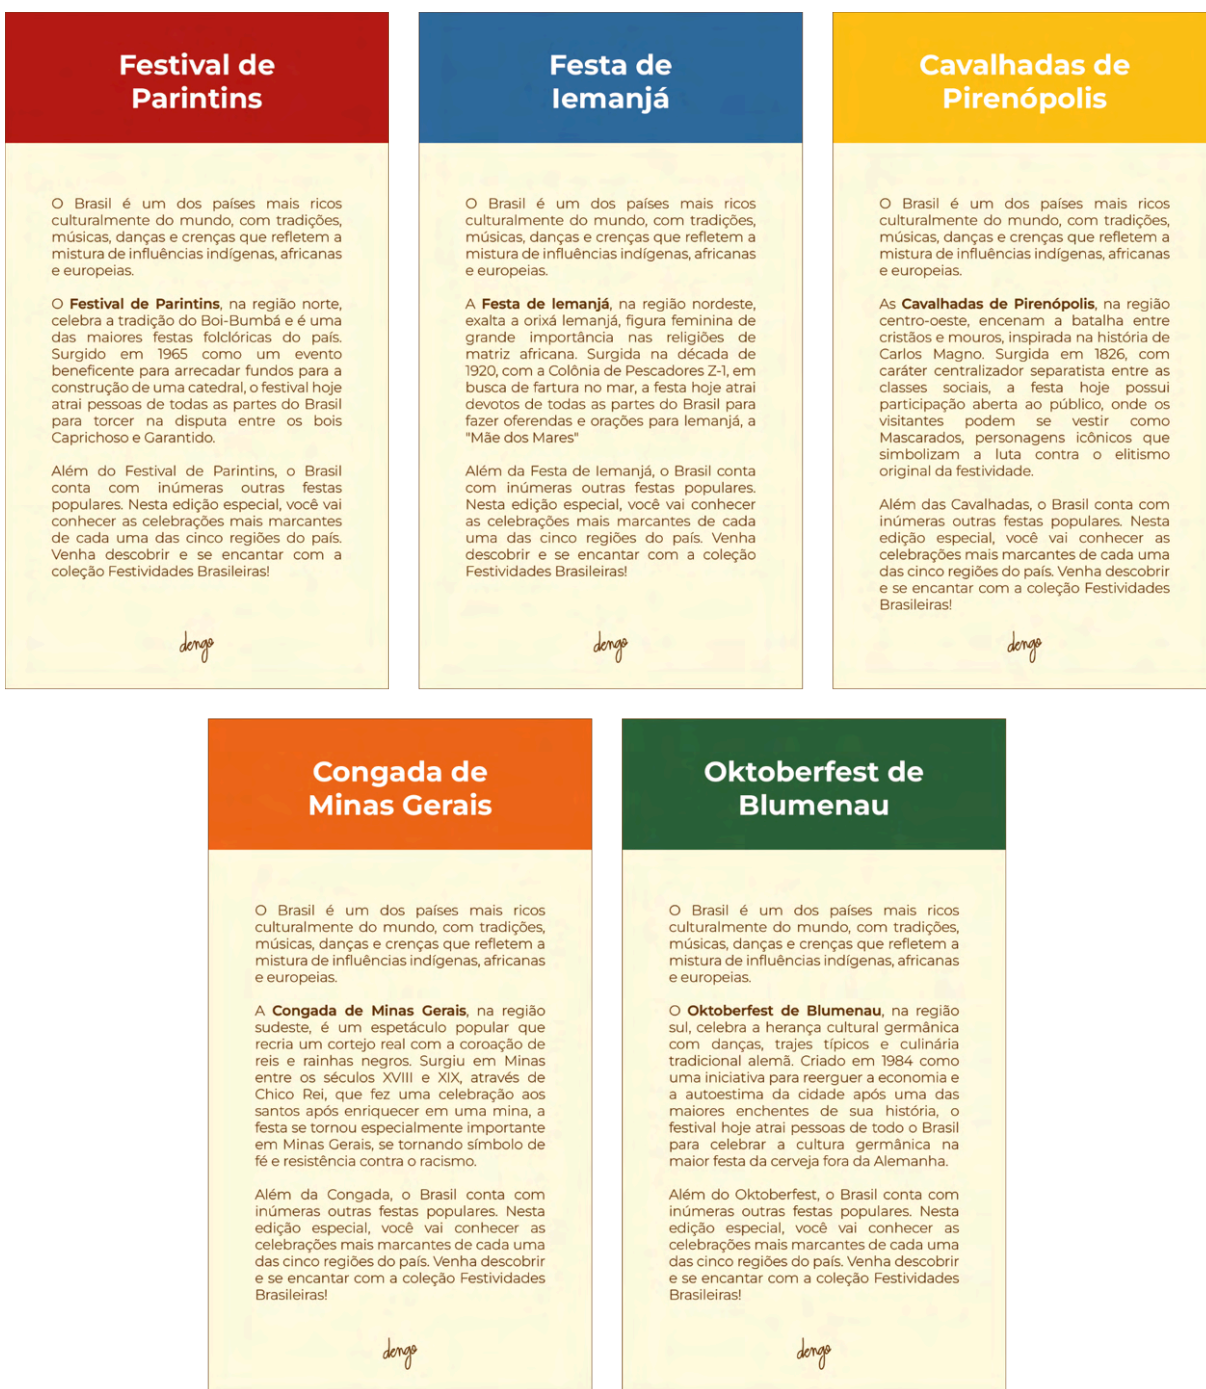 Festival de
Parintins
O Brasil é um dos países mais ricos
culturalmente do mundo, com tradições,
músicas, danças e crenças que refletem a
mistura de influências indígenas, africanas
e europeias.
O Festival de Parintins, na região norte,
celebra a tradição do Boi-Bumbá e é uma
das maiores festas folclóricas do país.
Surgido em 1965 como um evento
beneficente para arrecadar fundos para a
construção de uma catedral, o festival hoje
atrai pessoas de todas as partes do Brasil
para torcer na disputa entre os bois
Caprichoso e Garantido.
Além do Festival de Parintins, o Brasil
conta com inúmeras outras festas
populares. Nesta edição especial, você vai
conhecer as celebrações mais marcantes
de cada uma das cinco regiões do país.
Venha descobrir e se encantar com a
coleção Festividades Brasileiras!
dengo
Festa de
Iemanjá
O Brasil é um dos países mais ricos
culturalmente do mundo, com tradições,
músicas, danças e crenças que refletem a
mistura de influências indígenas, africanas
e europeias.
A Festa de Iemanjá, na região nordeste,
exalta a orixá Iemanjá, figura feminina de
grande importância nas religiões de
matriz africana. Surgida na década de
1920, com a Colônia de Pescadores Z-1, em
busca de fartura no mar, a festa hoje atrai
devotos de todas as partes do Brasil para
fazer oferendas e orações para Iemanjá, a
"Mãe dos Mares"
Além da Festa de Iemanjá, o Brasil conta
com inúmeras outras festas populares.
Nesta edição especial, você vai conhecer
as celebrações mais marcantes de cada
uma das cinco regiões do país. Venha
descobrir e se encantar com a coleção
Festividades Brasileiras!
dengo
Cavalhadas de
Pirenópolis
O Brasil é um dos países mais ricos
culturalmente do mundo, com tradições,
músicas, danças e crenças que refletem a
mistura de influências indígenas, africanas
e europeias.
As Cavalhadas de Pirenópolis, na região
centro-oeste, encenam a batalha entre
cristãos e mouros, inspirada na história de
Carlos Magno. Surgida em 1826, com
caráter centralizador separatista entre as
classes sociais, a festa hoje possui
participação aberta ao público, onde os
visitantes podem se vestir como
Mascarados, personagens icônicos que
simbolizam a luta contra o elitismo
original da festividade.
Além das Cavalhadas, o Brasil conta com
inúmeras outras festas populares. Nesta
edição especial, você vai conhecer as
celebrações mais marcantes de cada uma
das cinco regiões do país. Venha descobrir
e se encantar com a coleção Festividades
Brasileiras!
dengo
Congada de
Minas Gerais
O Brasil é um dos países mais ricos
culturalmente do mundo, com tradições,
músicas, danças e crenças que refletem a
mistura de influências indígenas, africanas
e europeias.
A Congada de Minas Gerais, na região
sudeste, é um espetáculo popular que
recria um cortejo real com a coroação de
reis e rainhas negros. Surgiu em Minas
entre os séculos XVIII e XIX, através de
Chico Rei, que fez uma celebração aos
santos após enriquecer em uma mina, a
festa se tornou especialmente importante
em Minas Gerais, se tornando símbolo de
fé e resistência contra o racismo.
Além da Congada, o Brasil conta com
inúmeras outras festas populares. Nesta
edição especial, você vai conhecer as
celebrações mais marcantes de cada uma
das cinco regiões do país. Venha descobrir
e se encantar com a coleção Festividades
Brasileiras!
dengo
Oktoberfest de
Blumenau
O Brasil é um dos países mais ricos
culturalmente do mundo, com tradições,
músicas, danças e crenças que refletem a
mistura de influências indígenas, africanas
e europeias.
O Oktoberfest de Blumenau, na região
sul, celebra a herança cultural germânica
com danças, trajes típicos e culinária
tradicional alemã. Criado em 1984 como
uma iniciativa para reerguer a economia e
a autoestima da cidade após uma das
maiores enchentes de sua história, o
festival hoje atrai pessoas de todo o Brasil
para celebrar a cultura germânica na
maior festa da cerveja fora da Alemanha.
Além do Oktoberfest, o Brasil conta com
inúmeras outras festas populares. Nesta
edição especial, você vai conhecer as
celebrações mais marcantes de cada uma
das cinco regiões do país. Venha descobrir
e se encantar com a coleção Festividades
Brasileiras!
dengo